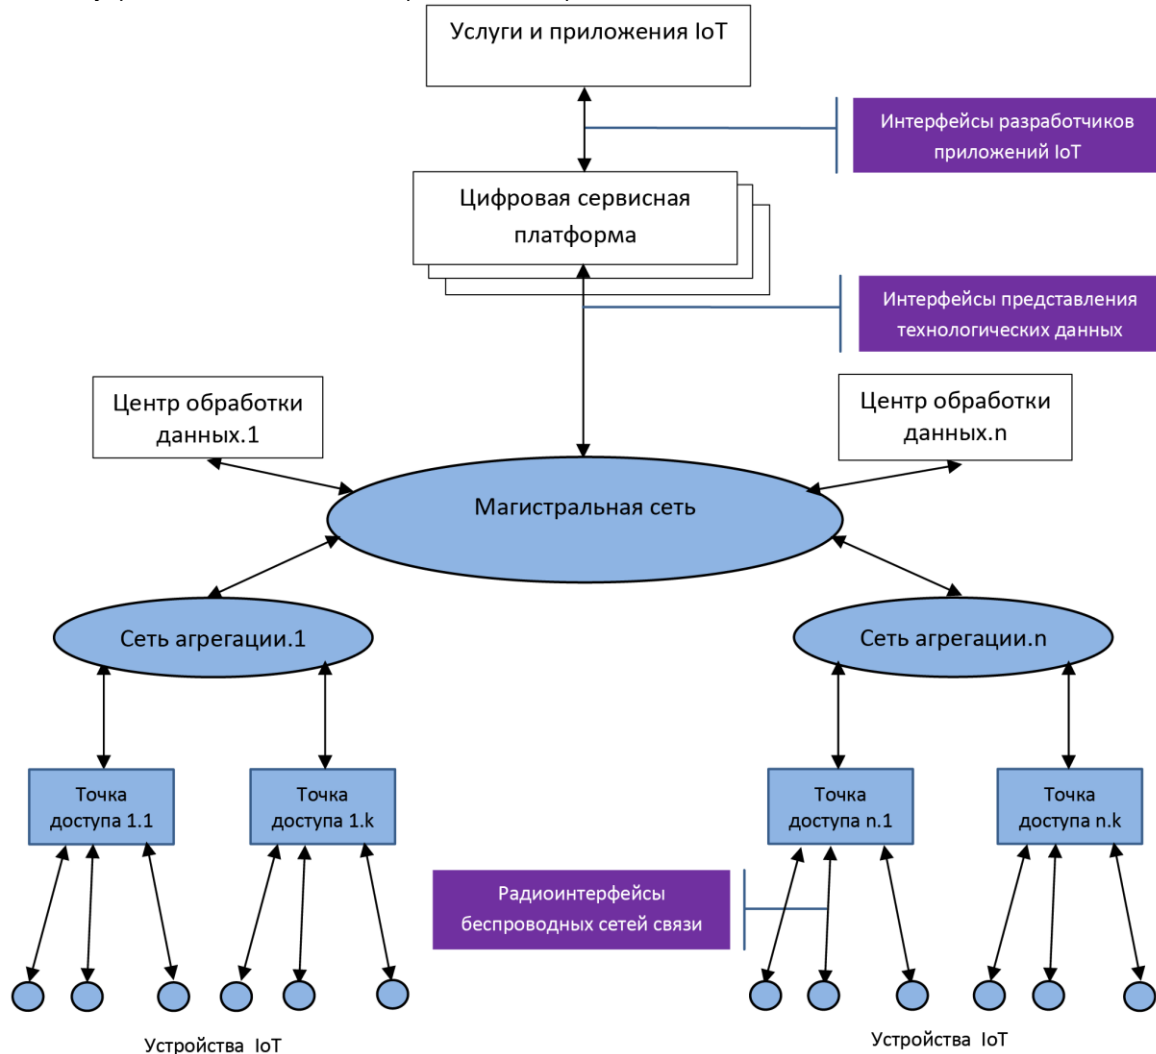 Услуги и приложения IoT
Интерфейсы разработчиков
приложений IoT
Цифровая сервисная
платформа
Интерфейсы представления
технологических данных
Центр обработки
данных.1
Центр обработки
данных.n
Магистральная сеть
Сеть агрегации.1
Сеть агрегации.n
Точка
доступа 1.1
Точка
доступа 1.k
Точка
доступа n.1
Точка
доступа n.k
Радиоинтерфейсы
беспроводных сетей связи
Устройства IoT
Устройства IoT